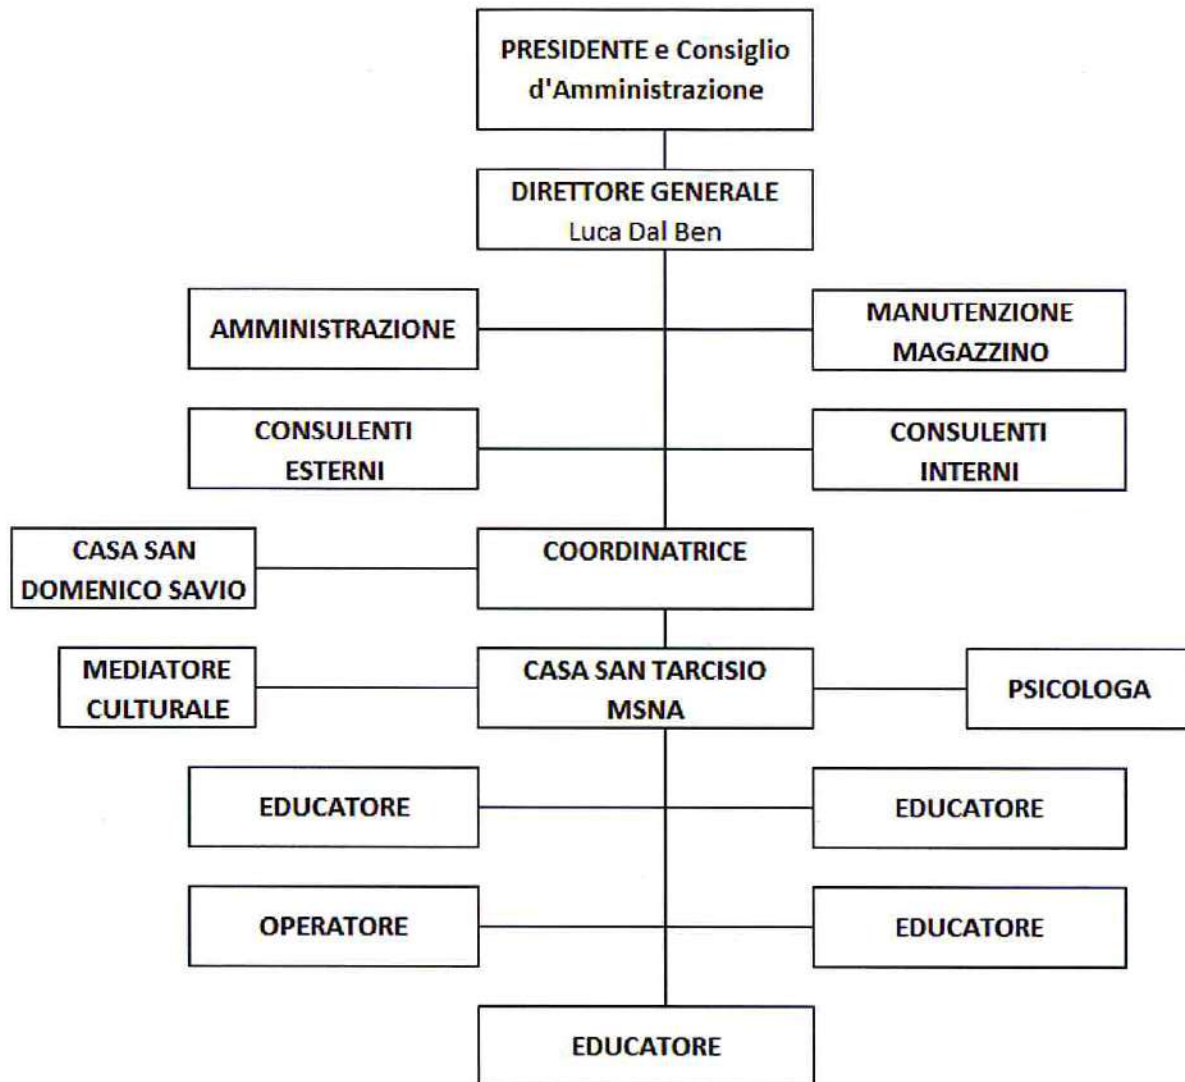 PRESIDENTE e Consiglio
d'Amministrazione
DIRETTORE GENERALE
Luca Dal Ben
AMMINISTRAZIONE
MANUTENZIONE
MAGAZZINO
CONSULENTI
ESTERNI
CONSULENTI
INTERNI
CASA SAN
DOMENICO SAVIO
COORDINATRICE
MEDIATORE
CULTURALE
CASA SAN TARCISIO
MSNA
PSICOLOGA
EDUCATORE
EDUCATORE
OPERATORE
EDUCATORE
EDUCATORE